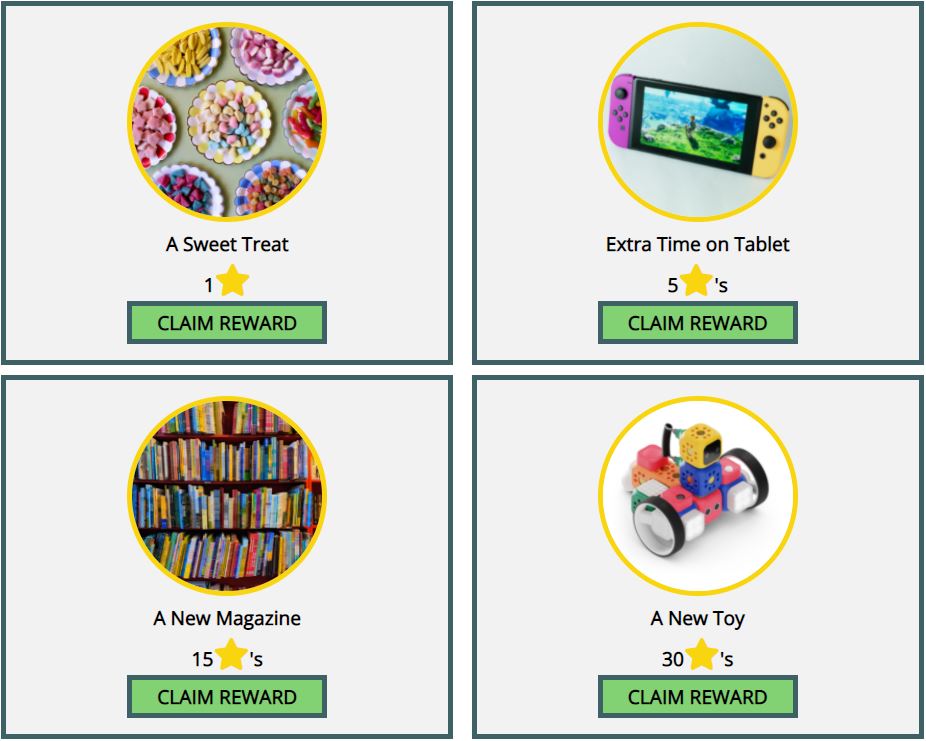 A Sweet Treat
1
CLAIM REWARD
Extra Time on Tablet
5 's
CLAIM REWARD
A New Magazine
15 's
CLAIM REWARD
A New Toy
30 's
CLAIM REWARD